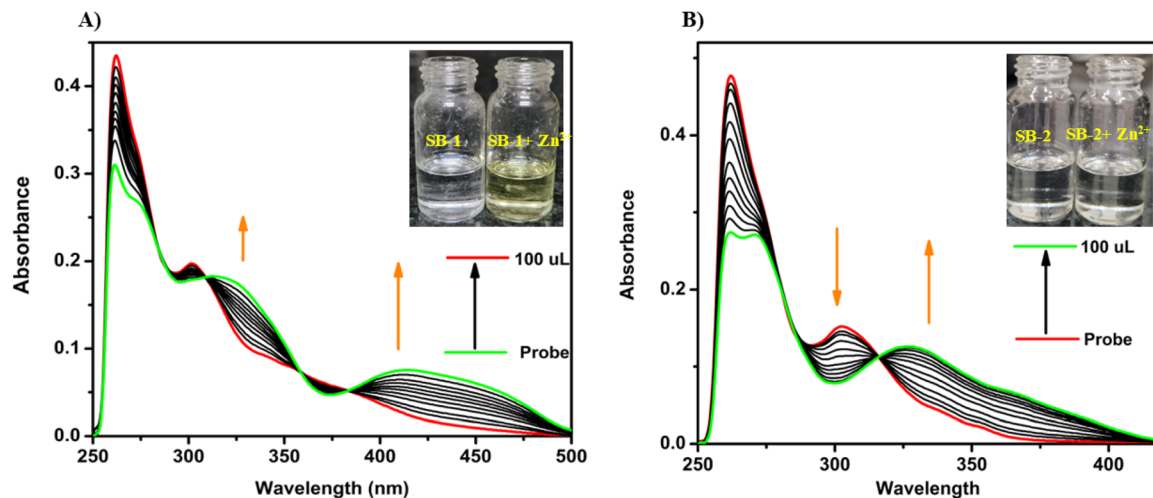 A)
Absorbance
0.4
0.3
0.2
0.1
0.0
250
300
350
400
450
500
Wavelength (nm)
SB-1
SB-1+ Zn²⁺
100 uL
Probe
B)
Absorbance
0.4
0.2
0.0
250
300
350
400
Wavelength
SB-2
SB-2+ Zn²⁺
100 uL
Probe